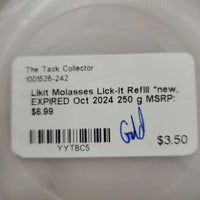 The Tack Collector
1001526-242
Likit Molasses Lick-It Refill *new,
EXPIRED Oct 2024 250 g MSRP:
$6.99
Gold
$3.50
YYTBC5